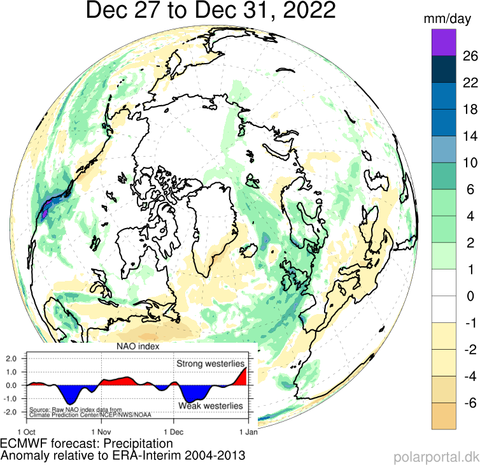 Dec 27 to Dec 31, 2022
mm/day
26
22
18
14
10
6
4
2
1
0
-1
-2
-4
-6
NAO index
2.0
1.0
0.0
-1.0
-2.0
Strong westerlies
Weak westerlies
Source: Raw NAO index data from
Climate Prediction Center/NCEP/NWS/NOAA
1 Oct 1 Nov 1 Dec 1 Jan
ECMWF forecast: Precipitation
Anomaly relative to ERA-Interim 2004-2013
polarportal.dk